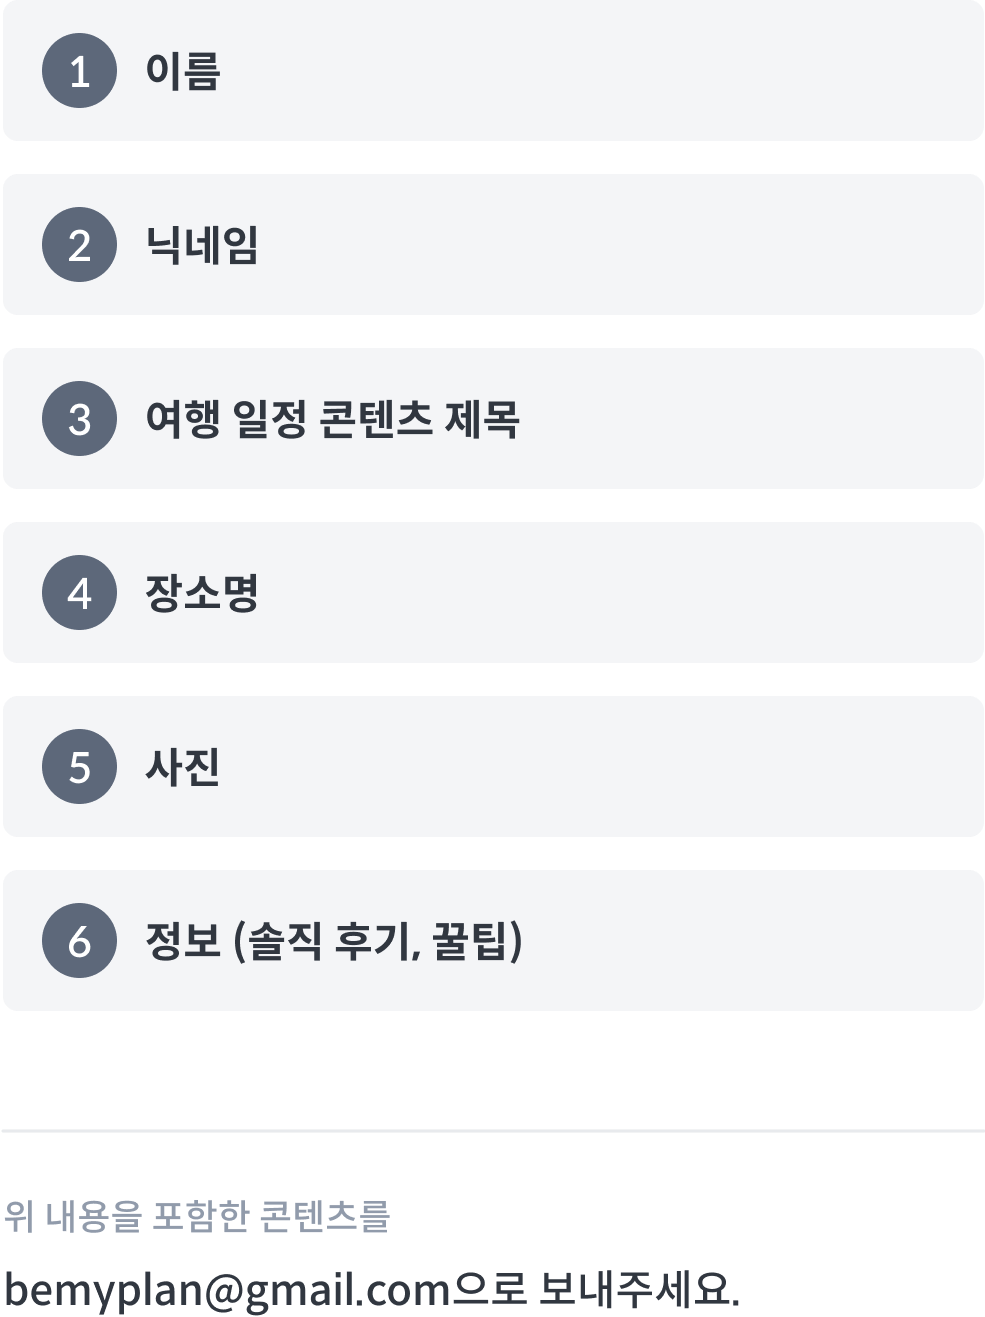 1 이름
2 닉네임
3 여행 일정 콘텐츠 제목
4 장소명
5 사진
6 정보 (솔직 후기, 꿀팁)
위 내용을 포함한 콘텐츠를
bemyplan@gmail.com으로 보내주세요.